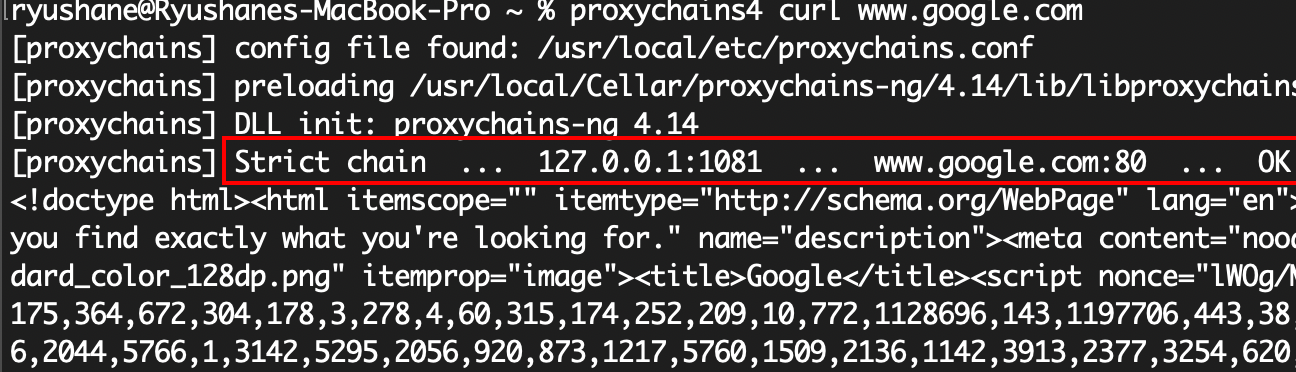 ryushane@Ryushanes-MacBook-Pro ~ % proxychains4 curl www.google.com
[proxychains] config file found: /usr/local/etc/proxychains.conf
[proxychains] preloading /usr/local/Cellar/proxychains-ng/4.14/lib/libproxychains
[proxychains] DLL init: proxychains-ng 4.14
[proxychains] Strict chain  ...  127.0.0.1:1081  ...  www.google.com:80  ...  OK
<!doctype html><html itemscope="" itemtype="http://schema.org/WebPage" lang="en">
you find exactly what you're looking for." name="description"><meta content="nood
dard_color_128dp.png" itemprop="image"><title>Google</title><script nonce="lWOg/M
175,364,672,304,178,3,278,4,60,315,174,252,209,10,772,1128696,143,1197706,443,38,
6,2044,5766,1,3142,5295,2056,920,873,1217,5760,1509,2136,1142,3913,2377,3254,620,